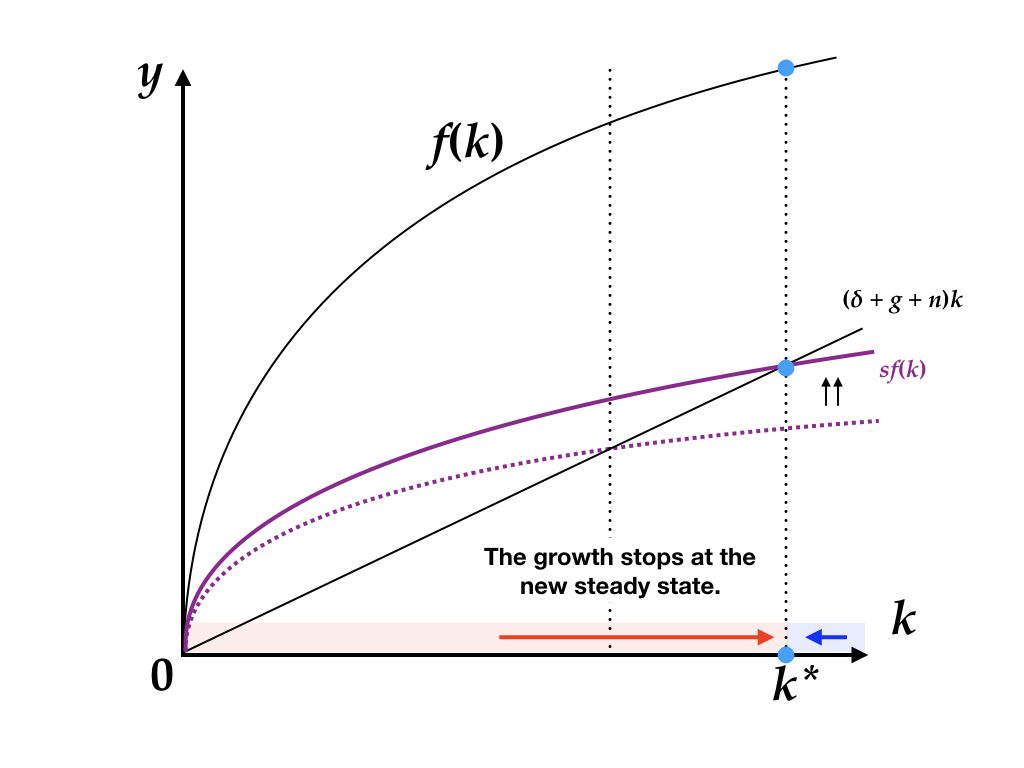 y
f(k)
(δ + g + n)k
sf(k)
The growth stops at the
new steady state.
k
0
k*